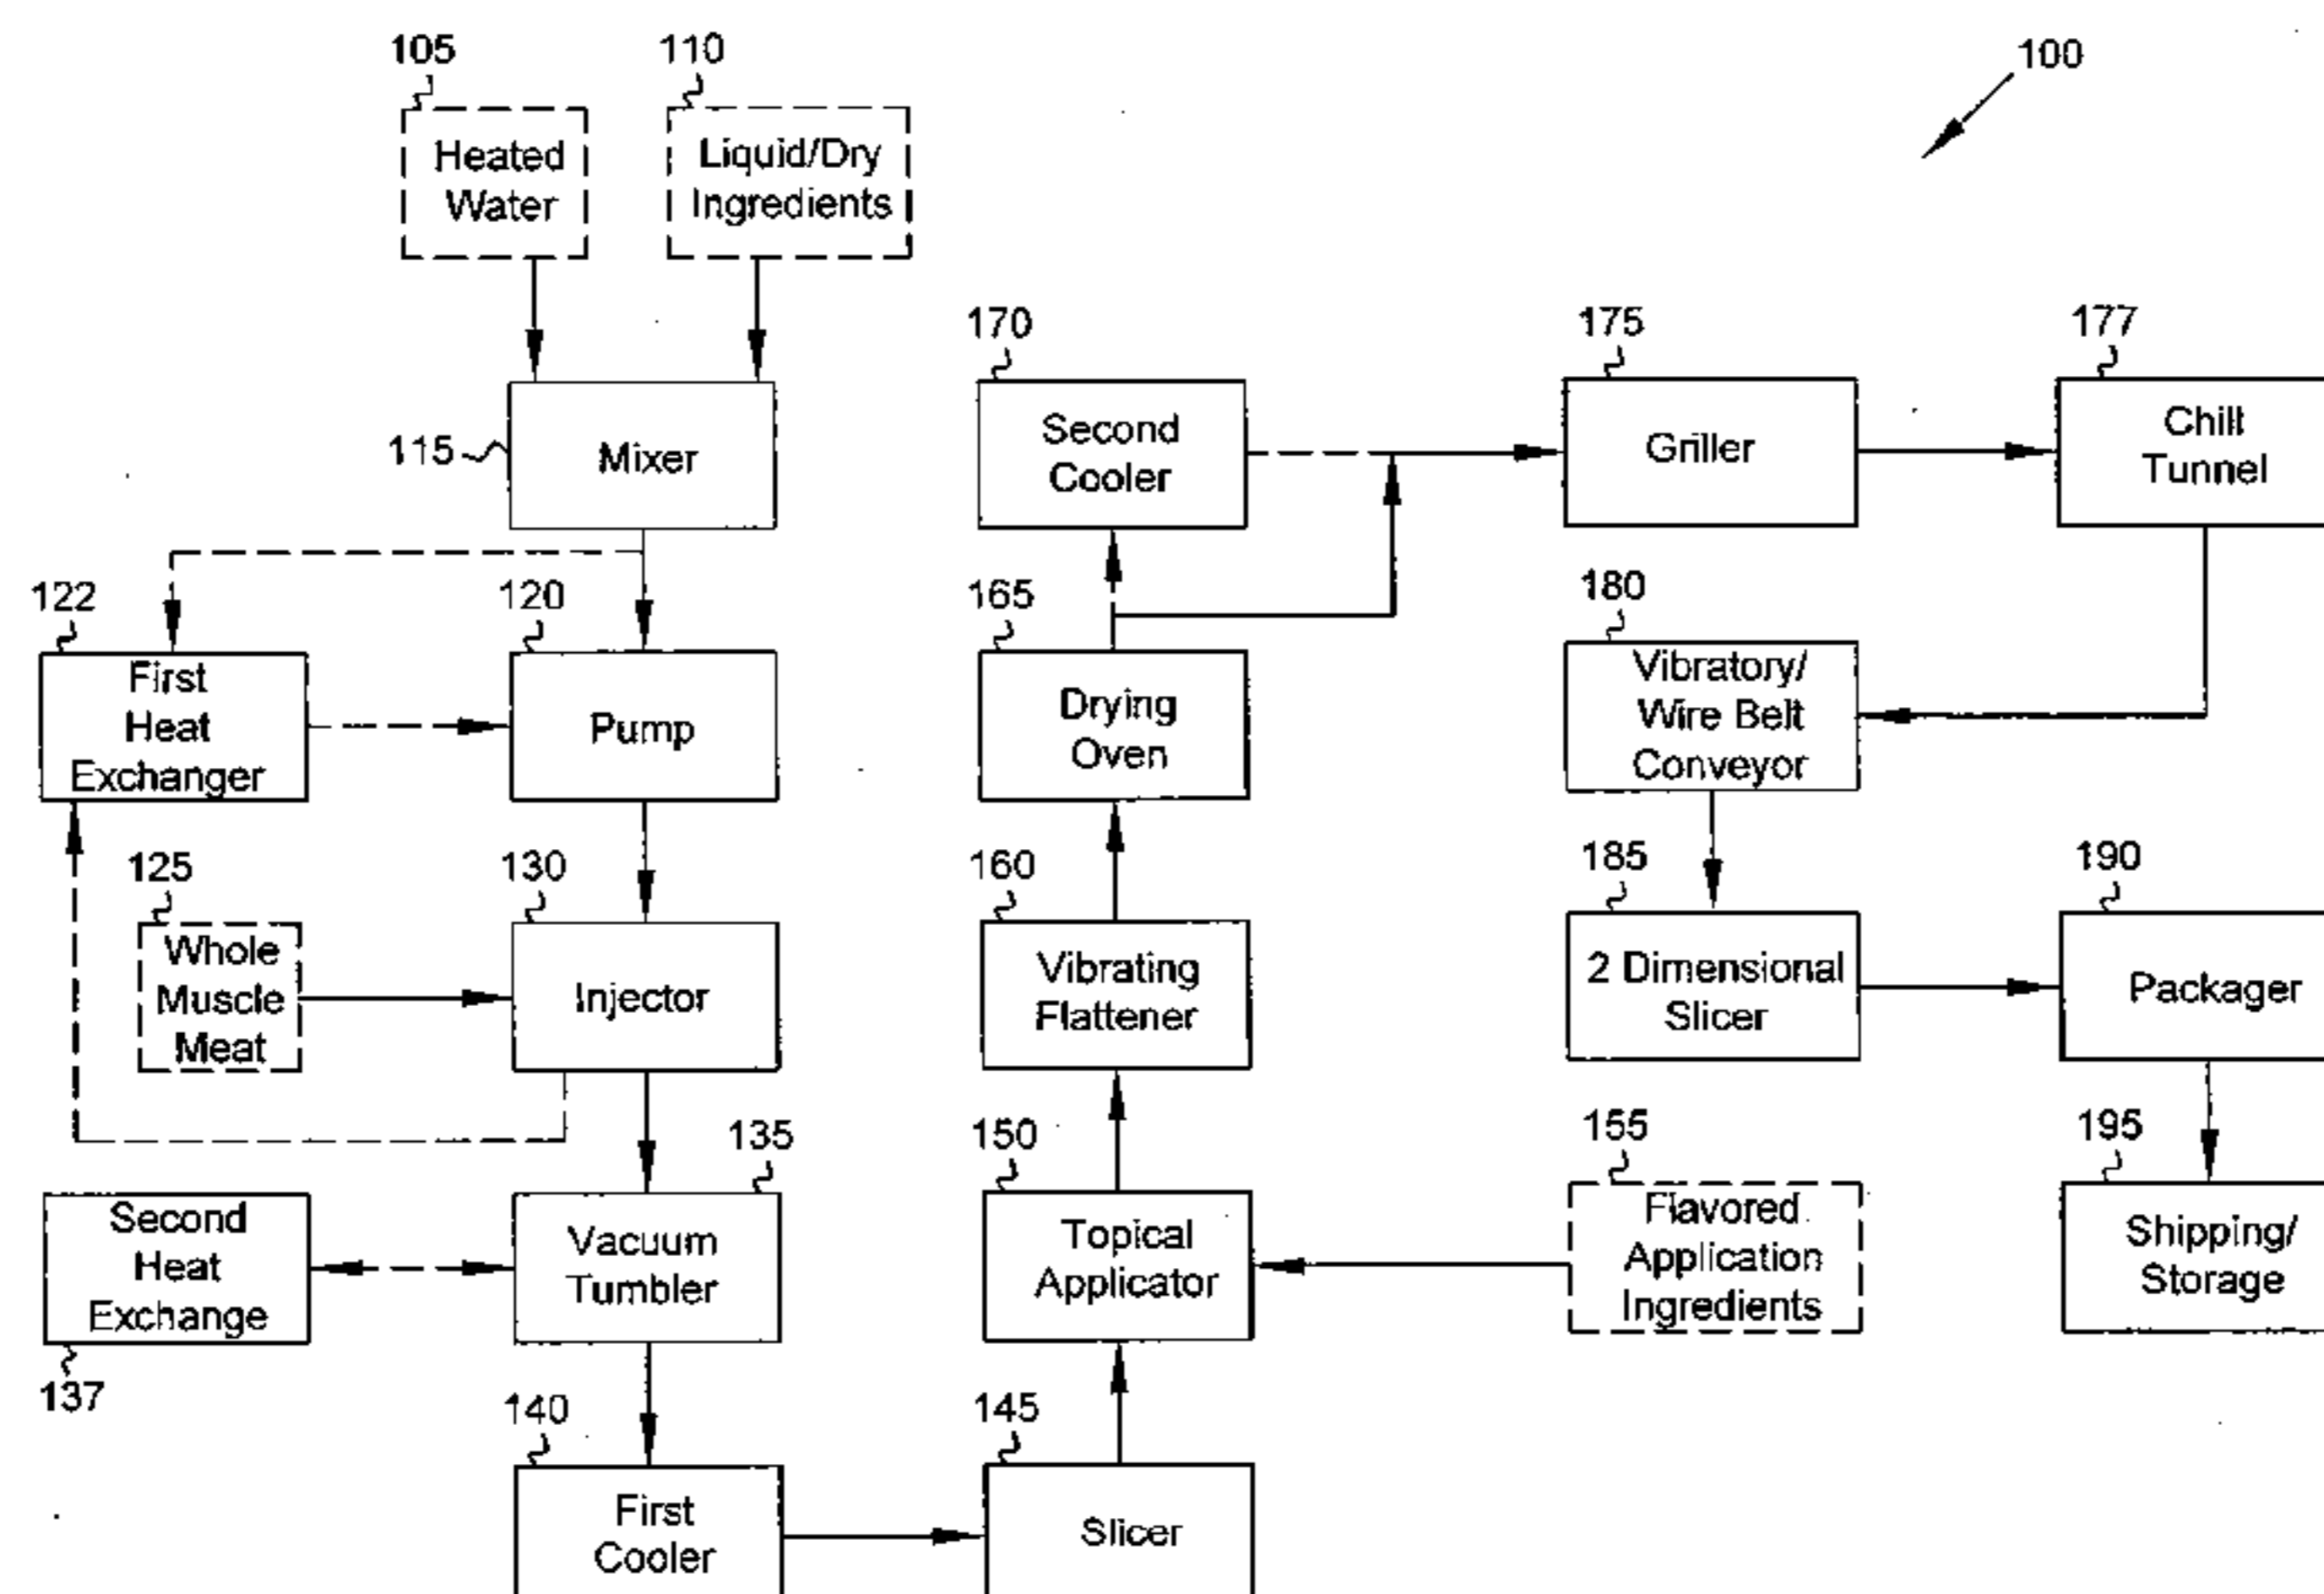 105
Heated
Water
110
Liquid/Dry
Ingredients
100
115
Mixer
122
First
Heat
Exchanger
120
Pump
125
Whole
Muscle
Meat
130
Injector
135
Vacuum
Tumbler
Second
Heat
Exchange
137
140
First
Cooler
145
Slicer
150
Topical
Applicator
155
Flavored
Application
Ingredients
160
Vibrating
Flattener
165
Drying
Oven
170
Second
Cooler
175
Griller
177
Chill
Tunnel
180
Vibratory/
Wire Belt
Conveyor
185
2 Dimensional
Slicer
190
Packager
195
Shipping/
Storage